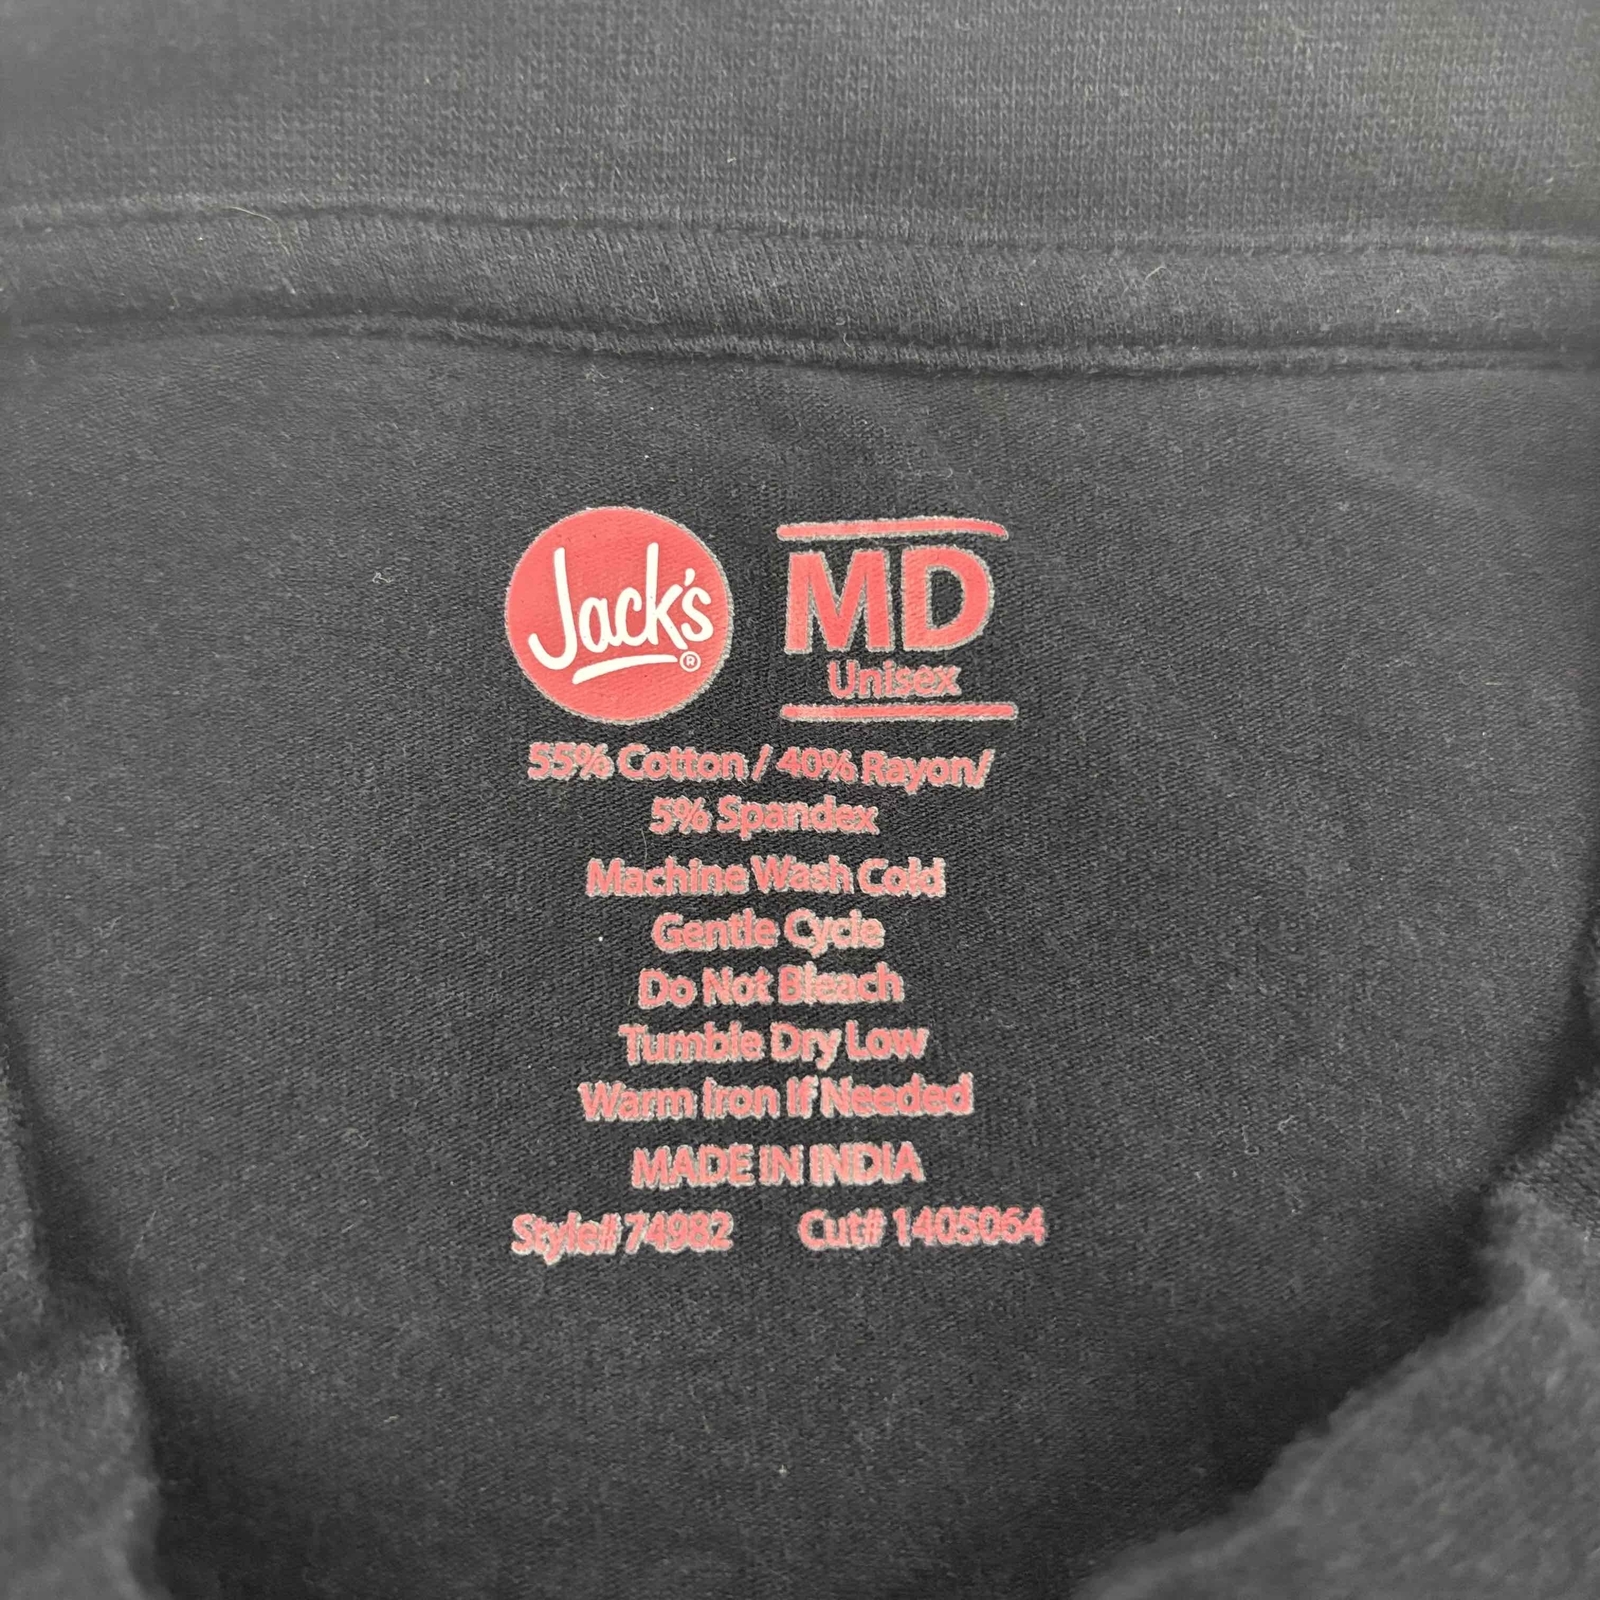 Jack's®
MD
Unisex
55% Cotton / 40% Rayon/
5% Spandex
Machine Wash Cold
Gentle Cycle
Do Not Bleach
Tumble Dry Low
Warm Iron If Needed
MADE IN INDIA
Style# 74982 Cut# 1405064